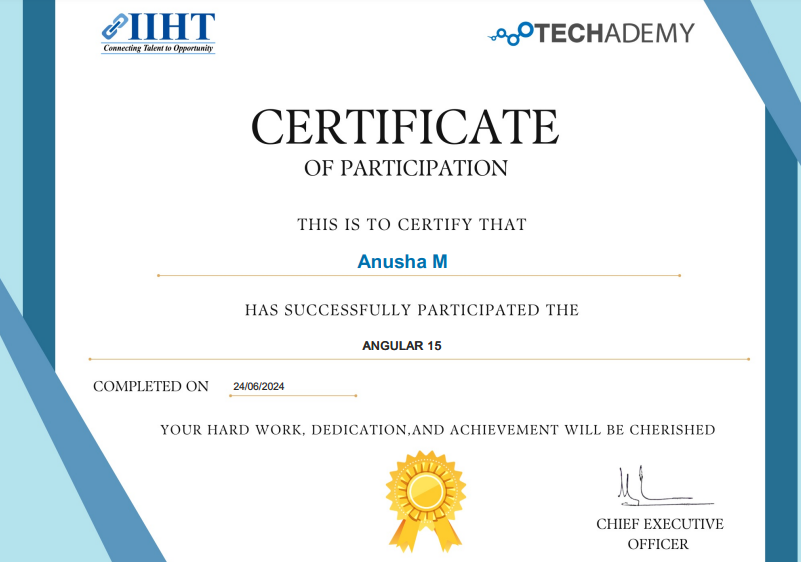 IIHT
Connecting Talent to Opportunity
TECHADEMY
CERTIFICATE
OF PARTICIPATION
THIS IS TO CERTIFY THAT
Anusha M
HAS SUCCESSFULLY PARTICIPATED THE
ANGULAR 15
COMPLETED ON 24/06/2024
YOUR HARD WORK, DEDICATION,AND ACHIEVEMENT WILL BE CHERISHED
CHIEF EXECUTIVE
OFFICER